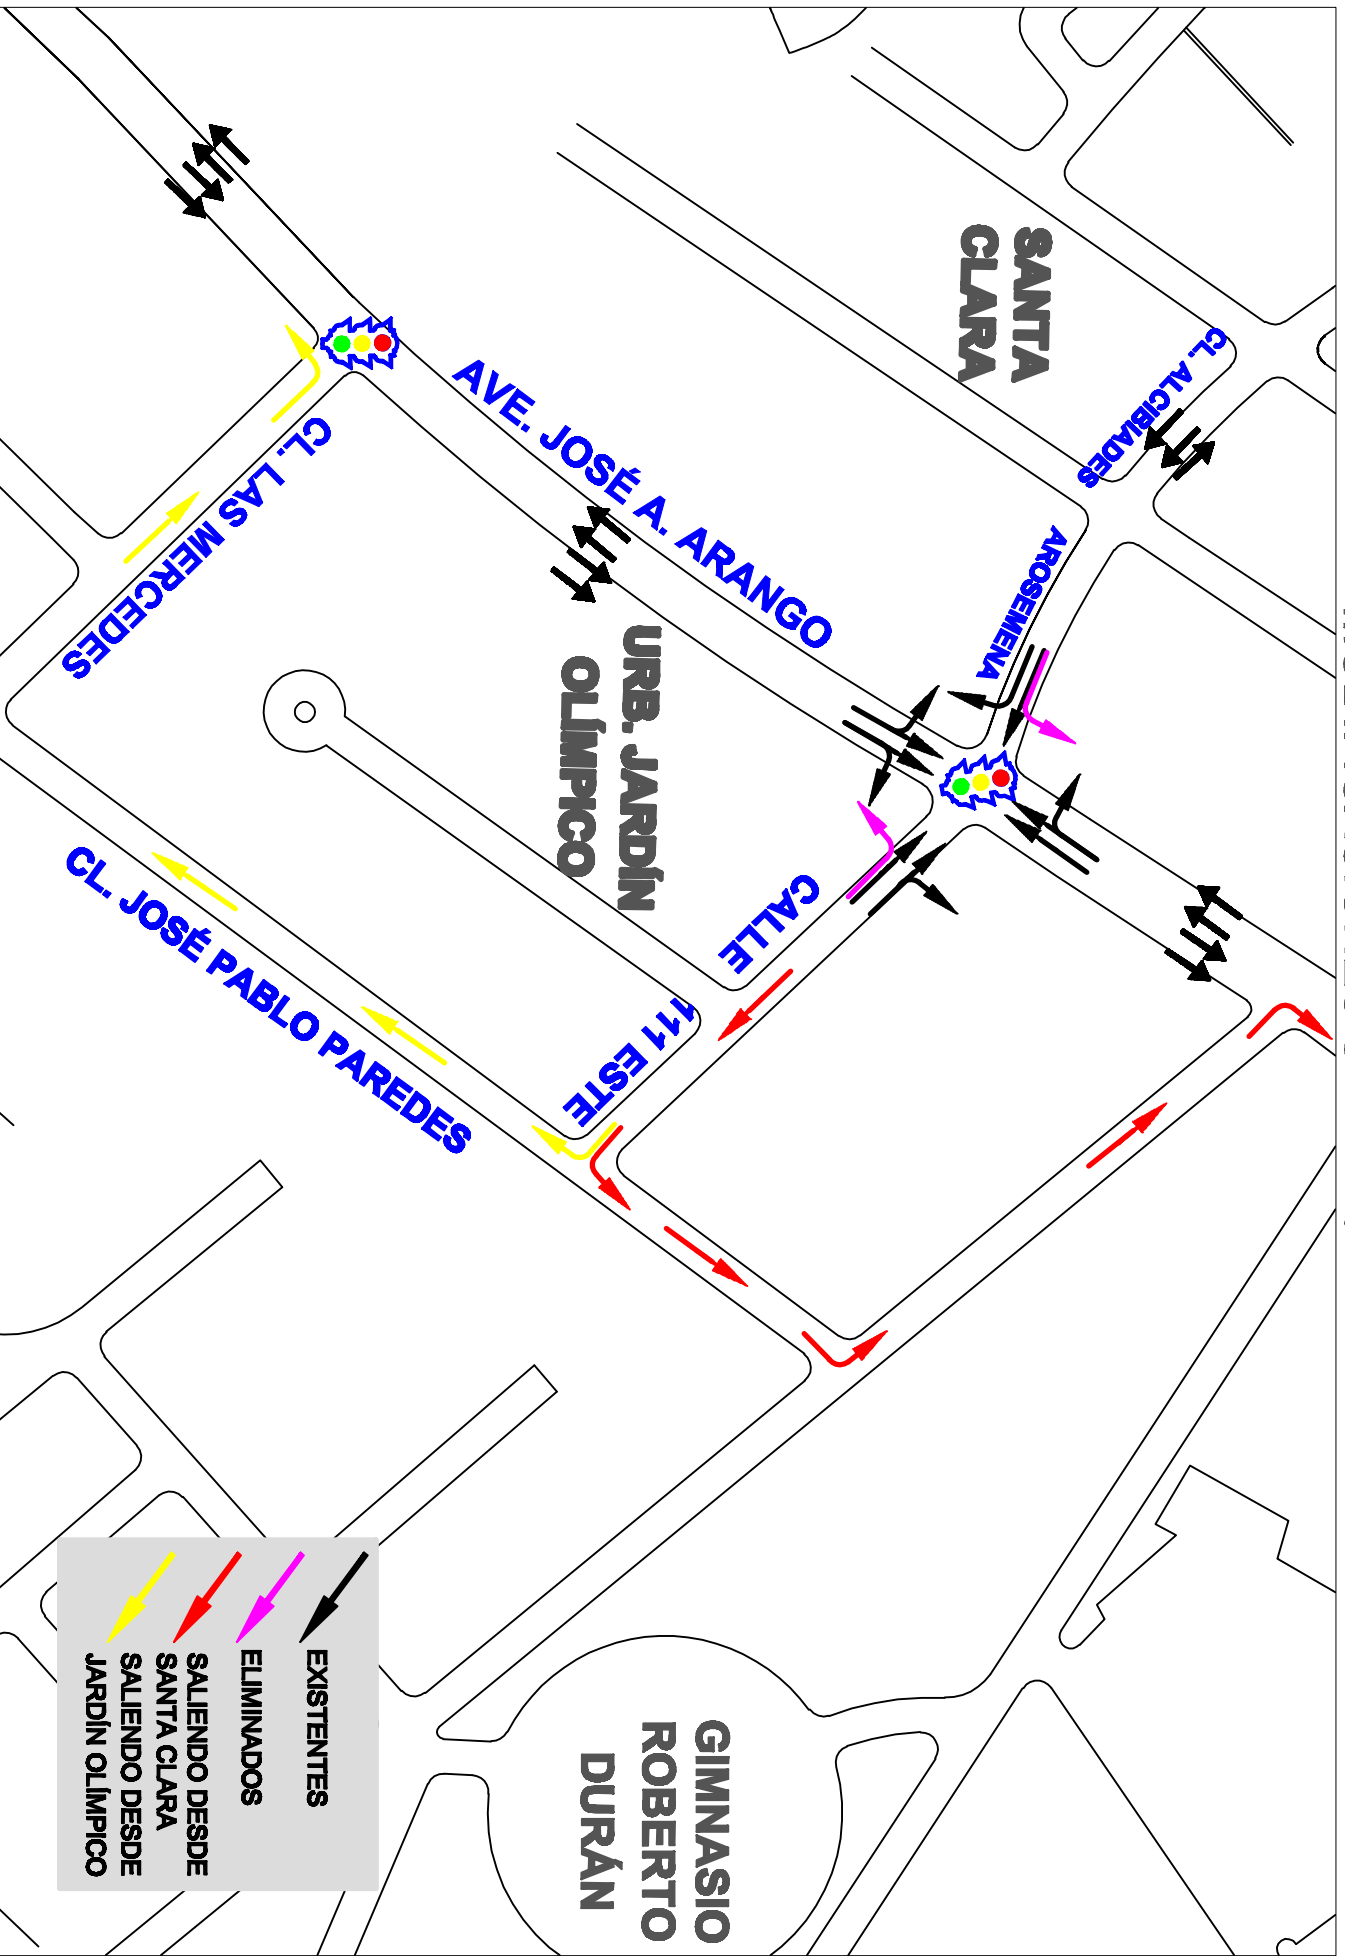 SANTA
CLARA
CL. ALCIBIADES
AROSEMENA
AVE. JOSÉ A. ARANGO
CL. LAS MERCEDES
URB. JARDÍN
OLÍMPICO
CALLE
111 ESTE
CL. JOSÉ PABLO PAREDES
GIMNASIO
ROBERTO
DURÁN
EXISTENTES
ELIMINADOS
SALIENDO DESDE
SANTA CLARA
SALIENDO DESDE
JARDÍN OLÍMPICO